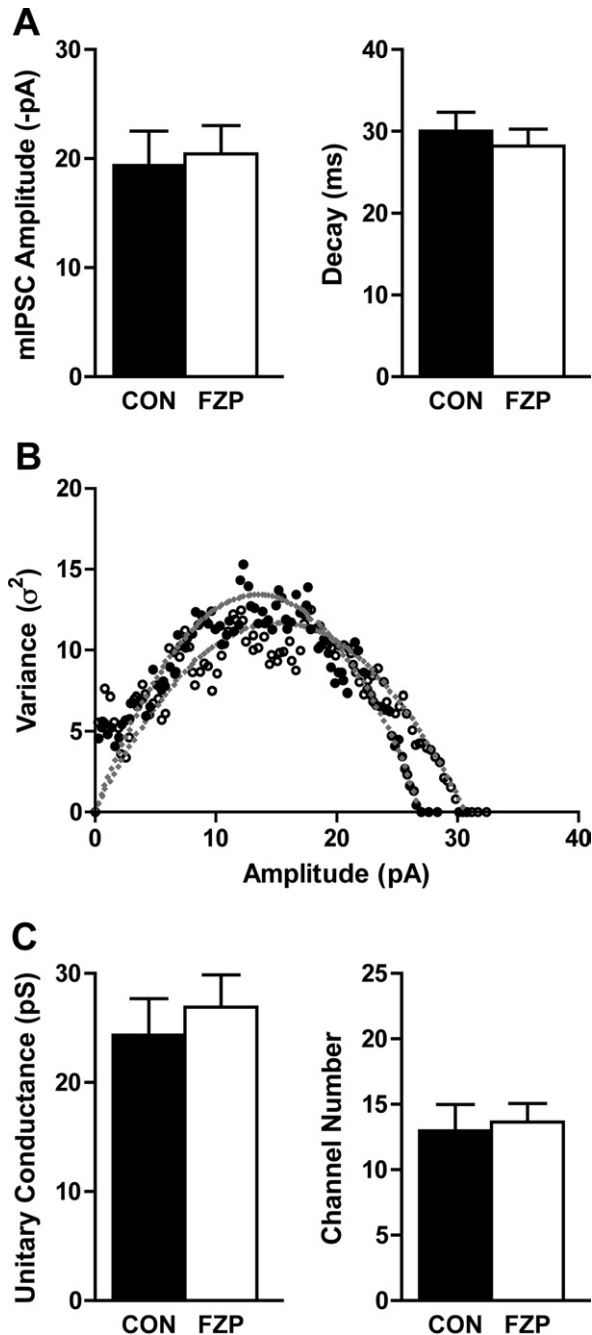 A
mIPSC Amplitude (-pA)
30
20
10
0
CON FZP
Decay (ms)
40
30
20
10
0
CON FZP
B
Variance (σ²)
20
15
10
5
0
0 10 20 30 40
Amplitude (pA)
C
Unitary Conductance (pS)
30
20
10
0
CON FZP
Channel Number
25
20
15
10
5
0
CON FZP